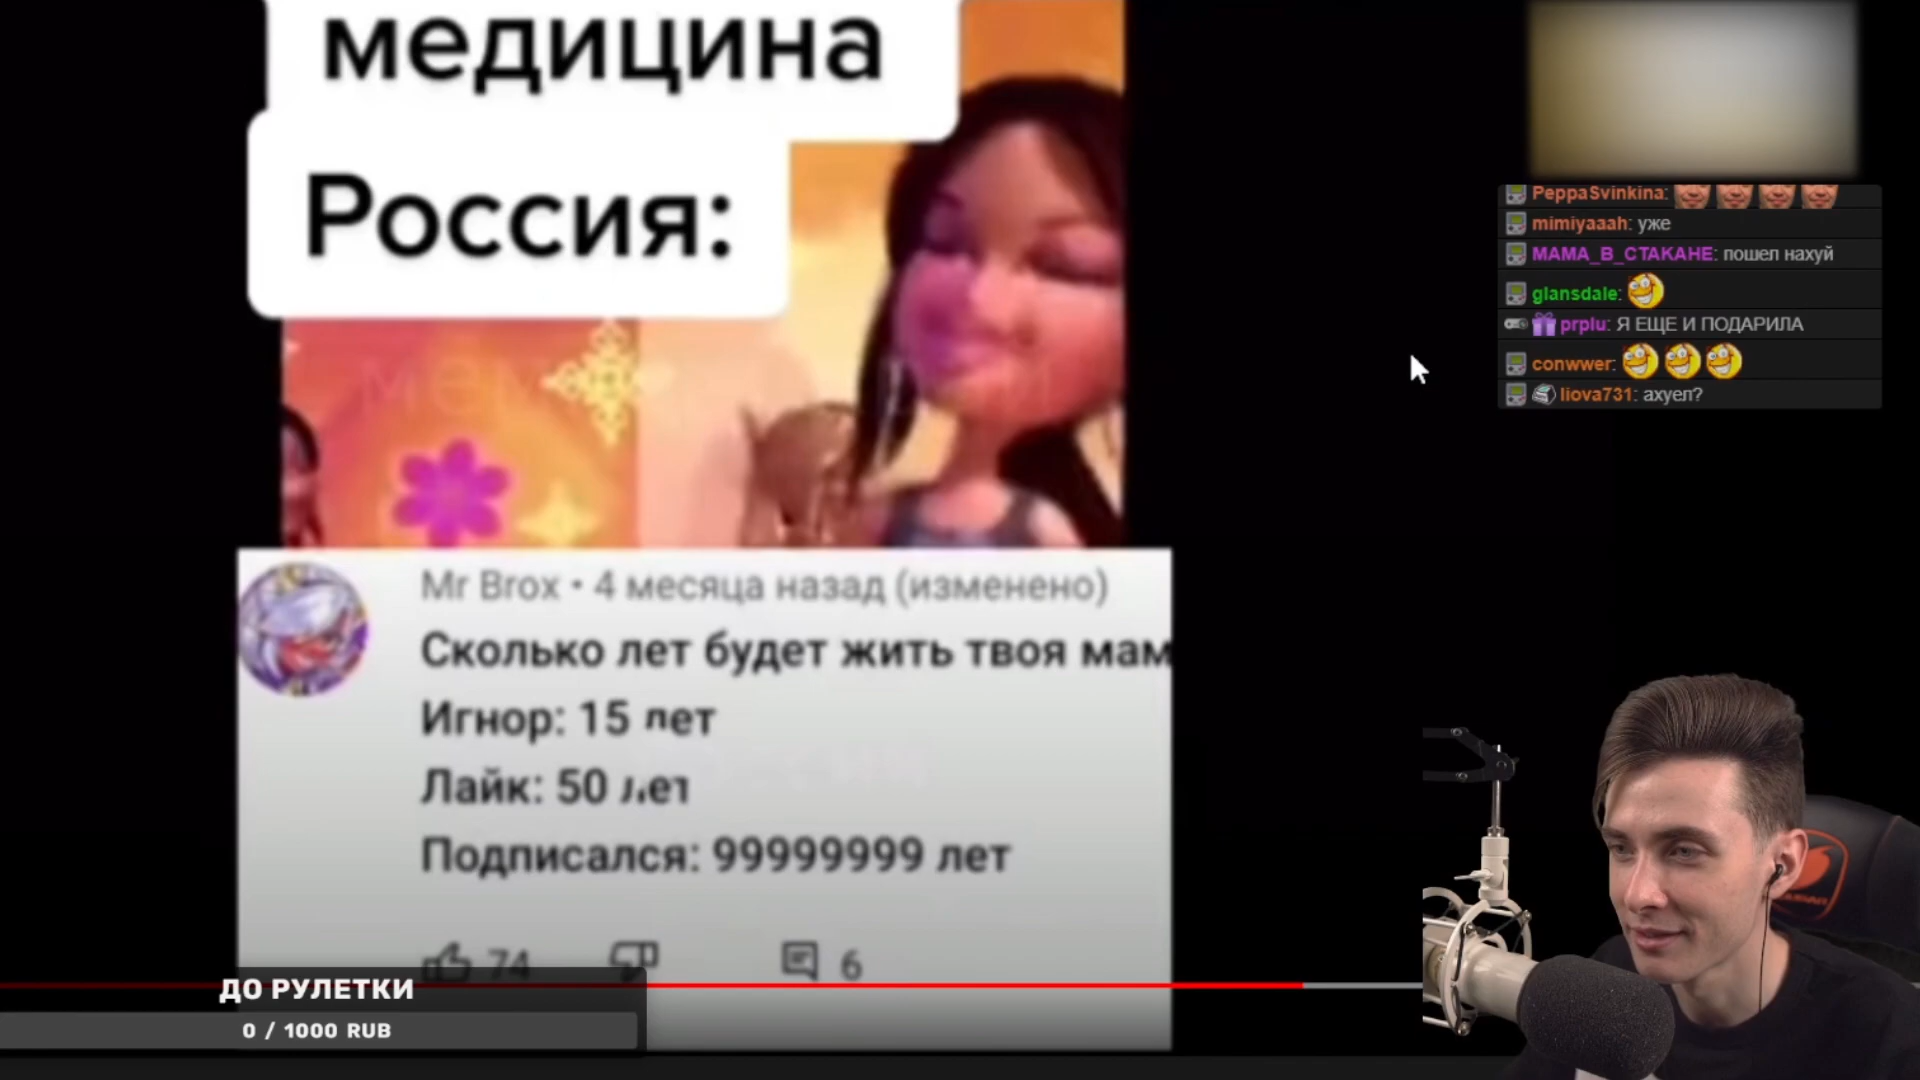 медицина
Россия:
Mr Brox • 4 месяца назад (изменено)
Сколько лет будет жить твоя мам
Игнор: 15 лет
Лайк: 50 лет
Подписался: 99999999 лет
74
6
ДО РУЛЕТКИ
0 / 1000 RUB
PeppaSvinkina:
mimiyaaah: уже
MAMA_B_CTAKAHE: пошел нахуй
glansdale:
prplu: Я ЕЩЕ И ПОДАРИЛА
conwwer:
liova731: ахуел?